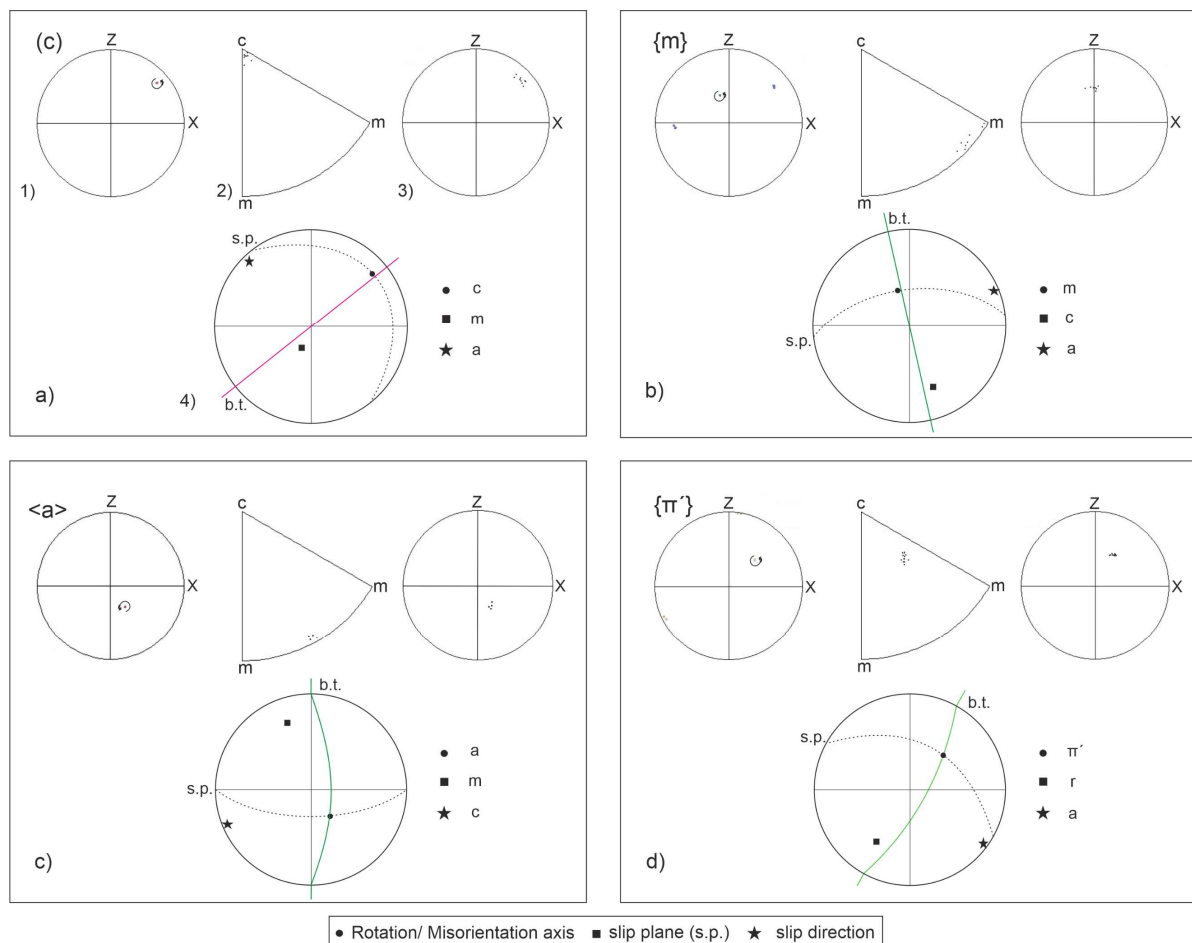 (c)
Z
X
1)
c
m
m
2)
Z
X
3)
s.p.
b.t.
4)
● c
■ m
★ a
a)
{m}
Z
X
c
m
m
Z
X
b.t.
s.p.
● m
■ c
★ a
b)
<a>
Z
X
c
m
m
Z
X
b.t.
s.p.
● a
■ m
★ c
c)
{π´}
Z
X
c
m
m
Z
X
b.t.
s.p.
● π´
■ r
★ a
d)
● Rotation/ Misorientation axis ■ slip plane (s.p.) ★ slip direction